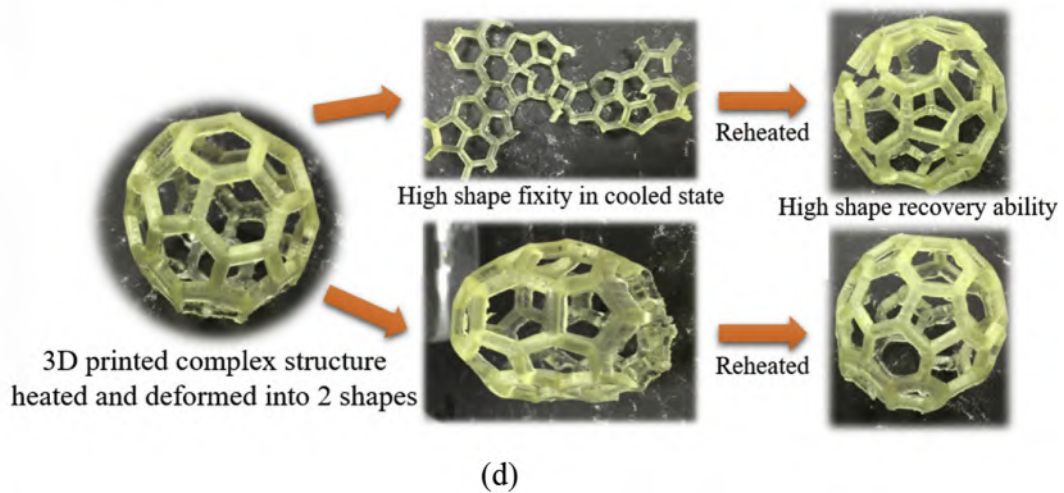 Reheated
High shape fixity in cooled state
High shape recovery ability
3D printed complex structure
heated and deformed into 2 shapes
Reheated
(d)